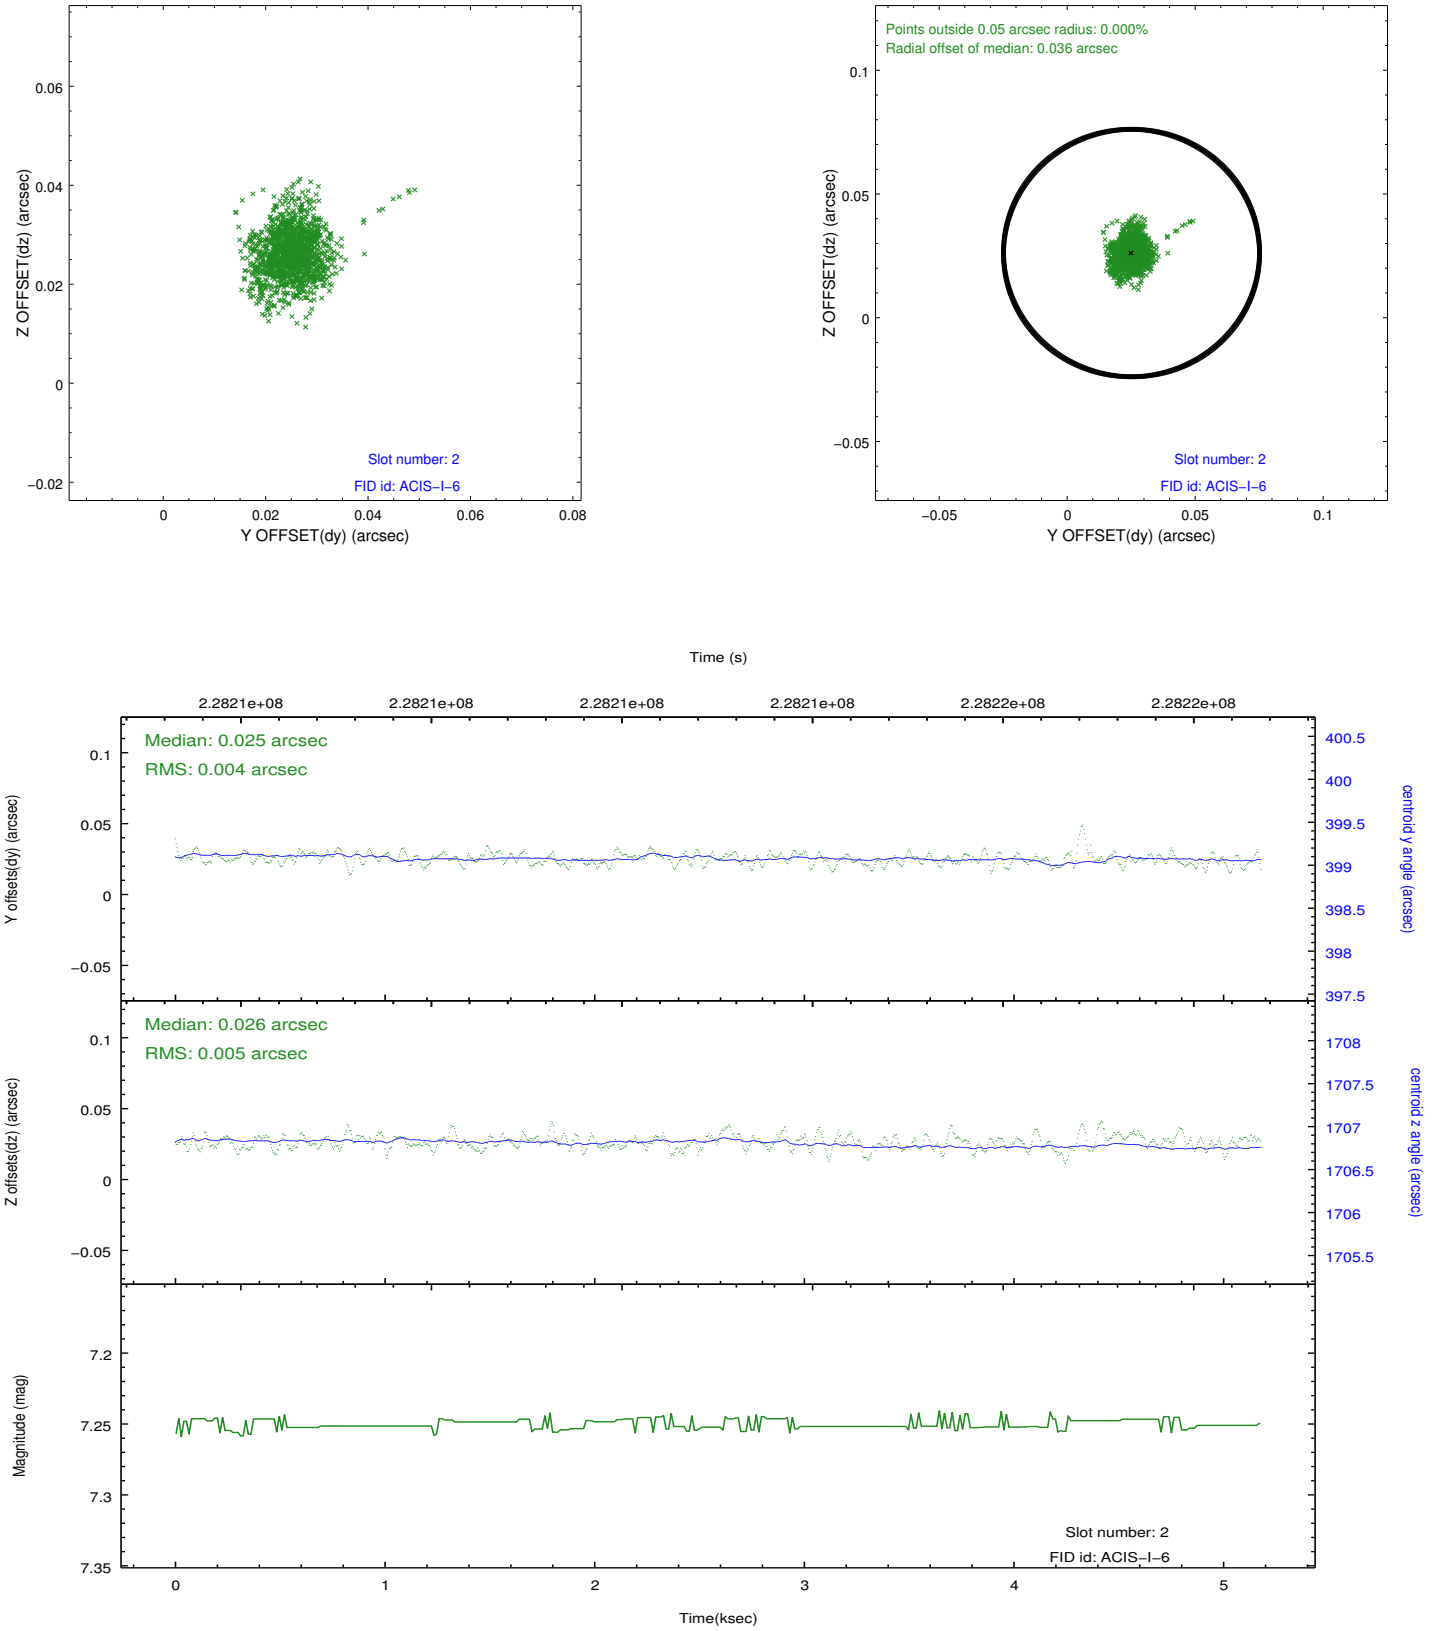 0.06
0.04
0.02
0
−0.02
Z OFFSET(dz) (arcsec)
Slot number: 2
FID id: ACIS−I−6
0
0.02
0.04
0.06
0.08
Y OFFSET(dy) (arcsec)
Points outside 0.05 arcsec radius: 0.000%
Radial offset of median: 0.036 arcsec
0.1
0.05
0
−0.05
Z OFFSET(dz) (arcsec)
Slot number: 2
FID id: ACIS−I−6
−0.05
0
0.05
0.1
Y OFFSET(dy) (arcsec)
Time (s)
2.2821e+08
2.2821e+08
2.2821e+08
2.2821e+08
2.2822e+08
2.2822e+08
Median: 0.025 arcsec
RMS: 0.004 arcsec
0.1
0.05
0
−0.05
Y offsets(dy) (arcsec)
400.5
400
399.5
399
398.5
398
397.5
centroid y angle (arcsec)
Median: 0.026 arcsec
RMS: 0.005 arcsec
0.1
0.05
0
−0.05
Z offsets(dz) (arcsec)
1708
1707.5
1707
1706.5
1706
1705.5
centroid z angle (arcsec)
7.2
7.25
7.3
7.35
Magnitude (mag)
Slot number: 2
FID id: ACIS−I−6
0
1
2
3
4
5
Time(ksec)